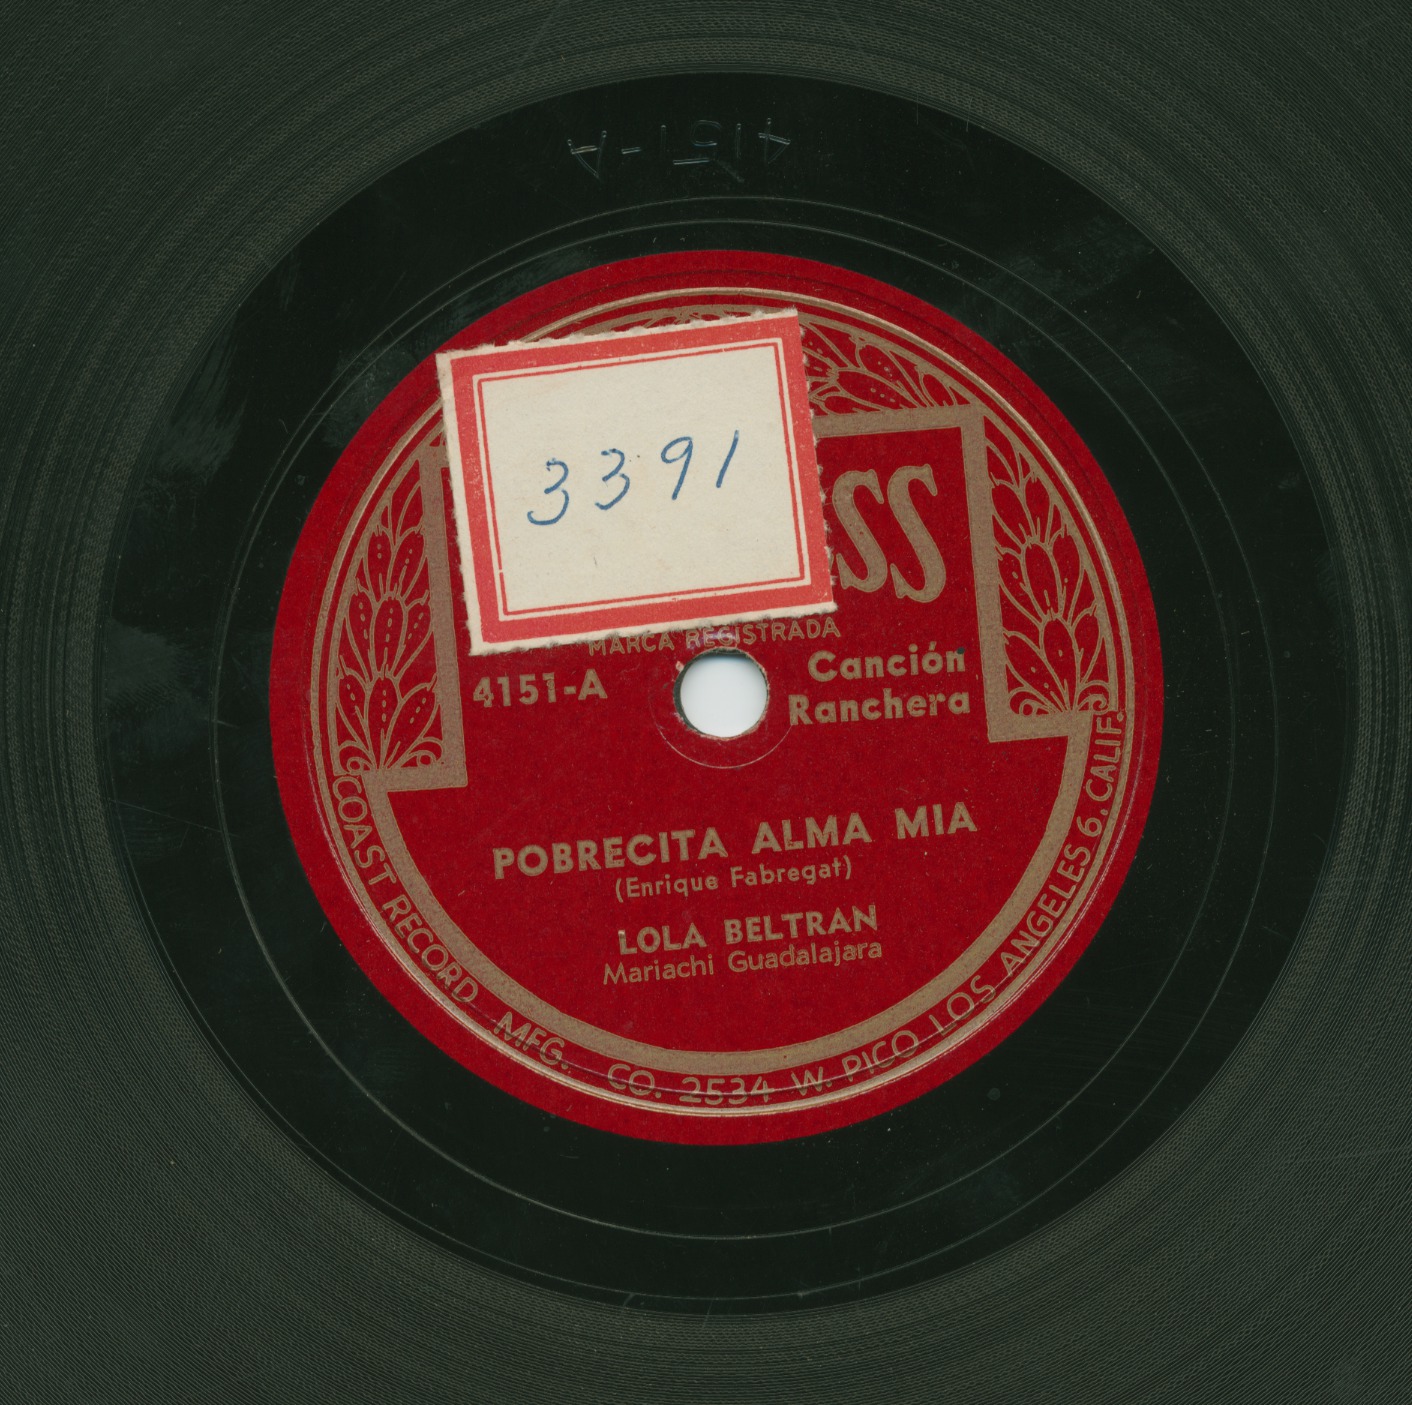 4151-A
3391
SS
MARCA REGISTRADA
4151-A
Canción
Ranchera
POBRECITA ALMA MIA
(Enrique Fabregat)
LOLA BELTRAN
Mariachi Guadalajara
COAST RECORD MFG. CO. 2534 W. PICO LOS ANGELES 6. CALIF.